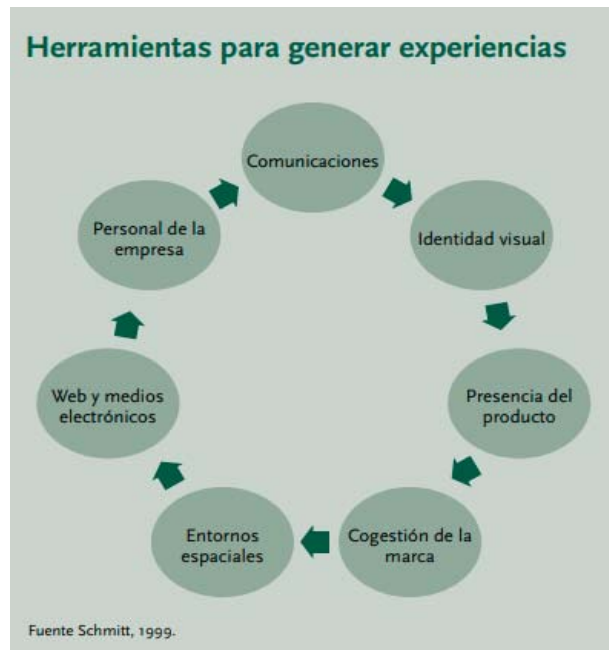 Herramientas para generar experiencias
Comunicaciones
Identidad visual
Presencia del
producto
Cogestión de la
marca
Entornos
espaciales
Web y medios
electrónicos
Personal de la
empresa
Fuente Schmitt, 1999.